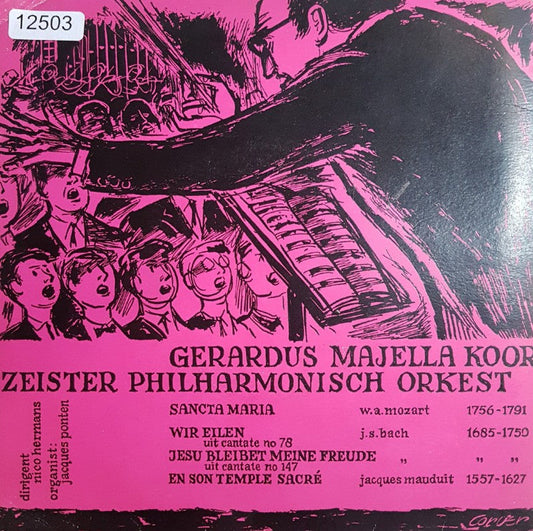 12503
GERARDUS MAJELLA KOOR
ZEISTER PHILHARMONISCH ORKEST
dirigent
nico hermans
organist:
jacques ponten
SANCTA MARIA w.a.mozart 1756-1791
WIR EILEN j.s.bach 1685-1750
uit cantate no 78
JESU BLEIBET MEINE FREUDE " " "
uit cantate no 147
EN SON TEMPLE SACRÉ jacques mauduit 1557-1627